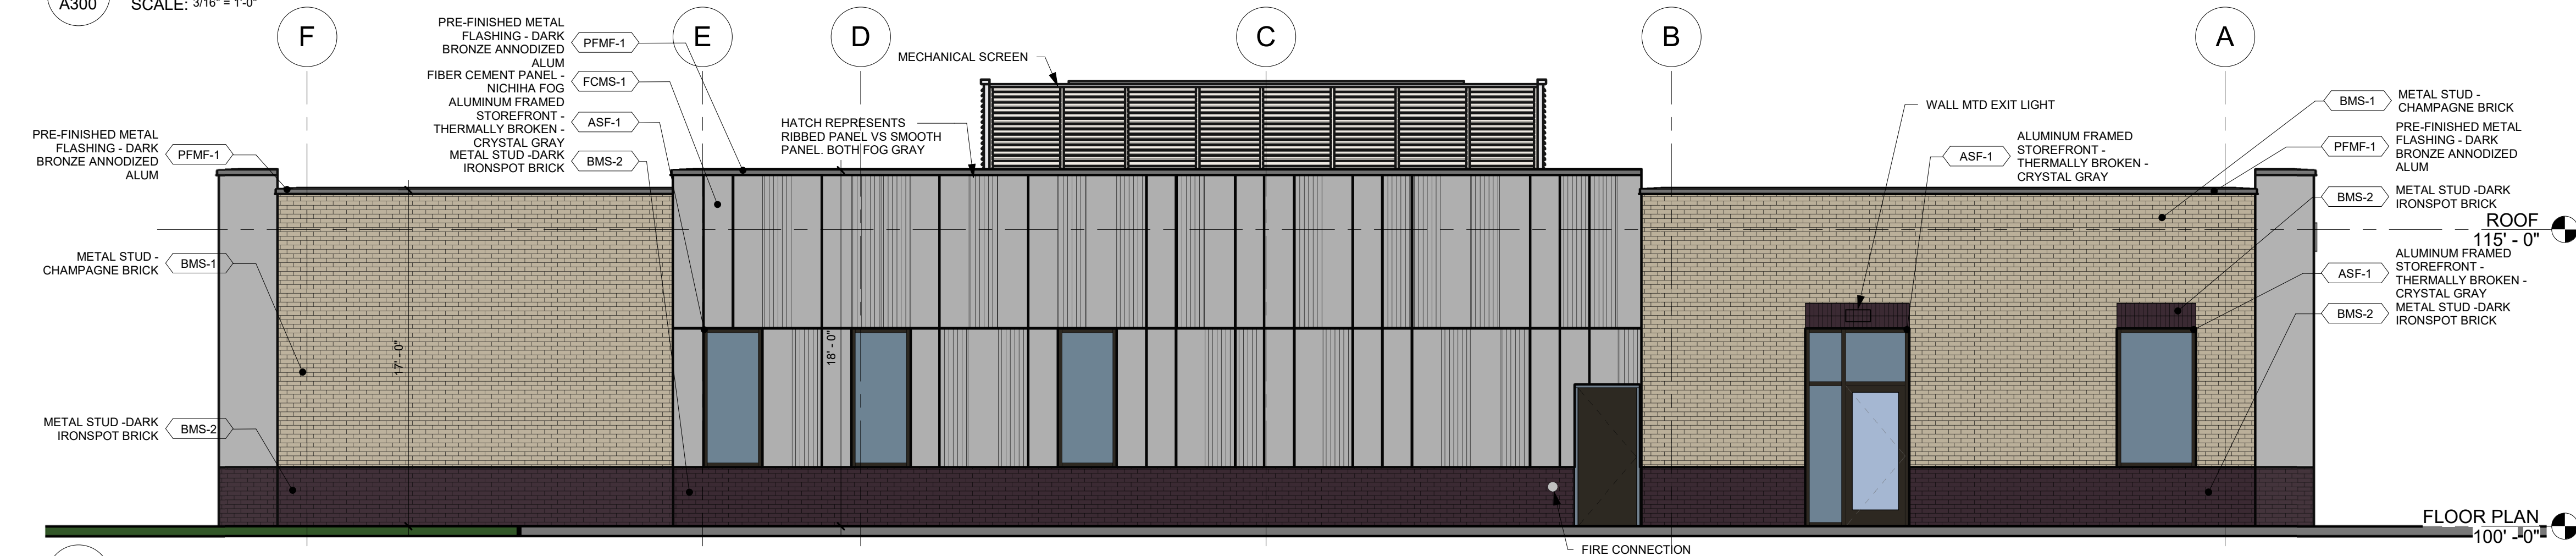 A300
SCALE: 3/16" = 1'-0"
F
E
D
C
B
A
PRE-FINISHED METAL
FLASHING - DARK
BRONZE ANNODIZED
ALUM
PFMF-1
FIBER CEMENT PANEL -
NICHIHA FOG
FCMS-1
ALUMINUM FRAMED
STOREFRONT -
THERMALLY BROKEN -
CRYSTAL GRAY
ASF-1
METAL STUD -DARK
IRONSPOT BRICK
BMS-2
PRE-FINISHED METAL
FLASHING - DARK
BRONZE ANNODIZED
ALUM
PFMF-1
METAL STUD -
CHAMPAGNE BRICK
BMS-1
METAL STUD -DARK
IRONSPOT BRICK
BMS-2
MECHANICAL SCREEN
HATCH REPRESENTS
RIBBED PANEL VS SMOOTH
PANEL. BOTH FOG GRAY
17' - 0"
18' - 0"
WALL MTD EXIT LIGHT
ASF-1
ALUMINUM FRAMED
STOREFRONT -
THERMALLY BROKEN -
CRYSTAL GRAY
BMS-1
METAL STUD -
CHAMPAGNE BRICK
PFMF-1
PRE-FINISHED METAL
FLASHING - DARK
BRONZE ANNODIZED
ALUM
BMS-2
METAL STUD -DARK
IRONSPOT BRICK
ROOF
115' - 0"
ASF-1
ALUMINUM FRAMED
STOREFRONT -
THERMALLY BROKEN -
CRYSTAL GRAY
BMS-2
METAL STUD -DARK
IRONSPOT BRICK
FLOOR PLAN
100' - 0"
FIRE CONNECTION